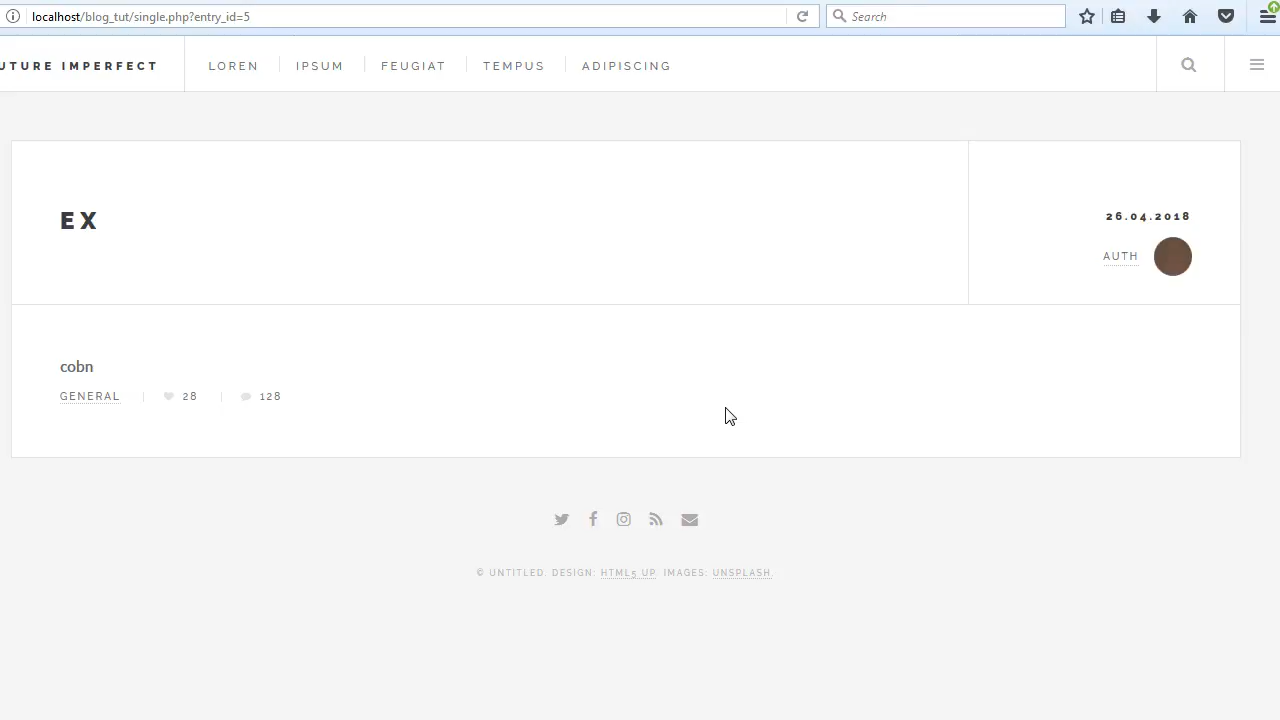 localhost/blog_tut/single.php?entry_id=5
Search
UTURE IMPERFECT
LOREN
IPSUM
FEUGIAT
TEMPUS
ADIPISCING
EX
26.04.2018
AUTH
cobn
GENERAL
28
128
© UNTITLED. DESIGN: HTML5 UP. IMAGES: UNSPLASH.